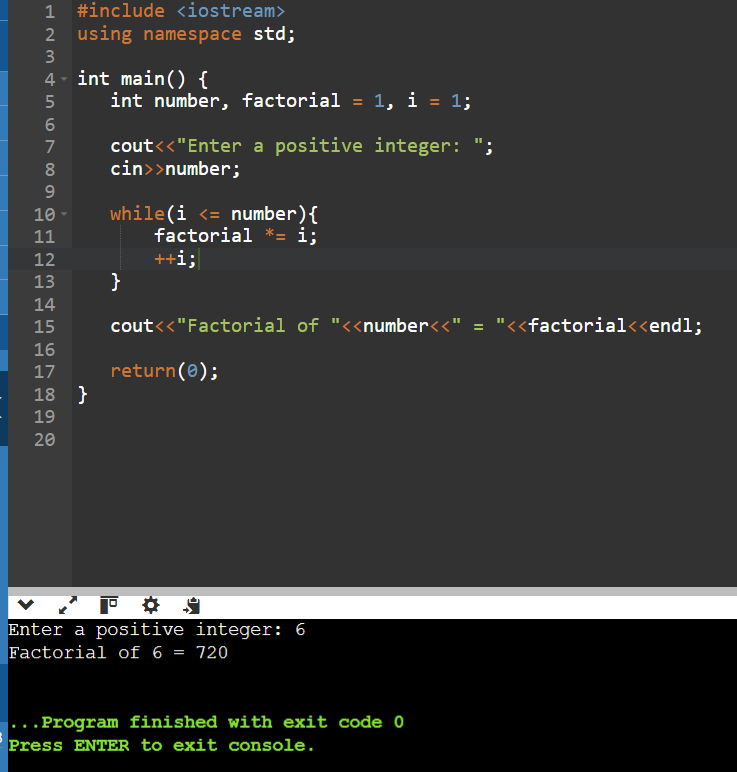 1 #include <iostream>
2 using namespace std;
3
4 int main() {
5 int number, factorial = 1, i = 1;
6
7 cout<<"Enter a positive integer: ";
8 cin>>number;
9
10 while(i <= number){
11 factorial *= i;
12 ++i;
13 }
14
15 cout<<"Factorial of "<<number<<" = "<<factorial<<endl;
16
17 return(0);
18 }
19
20
Enter a positive integer: 6
Factorial of 6 = 720
...Program finished with exit code 0
Press ENTER to exit console.